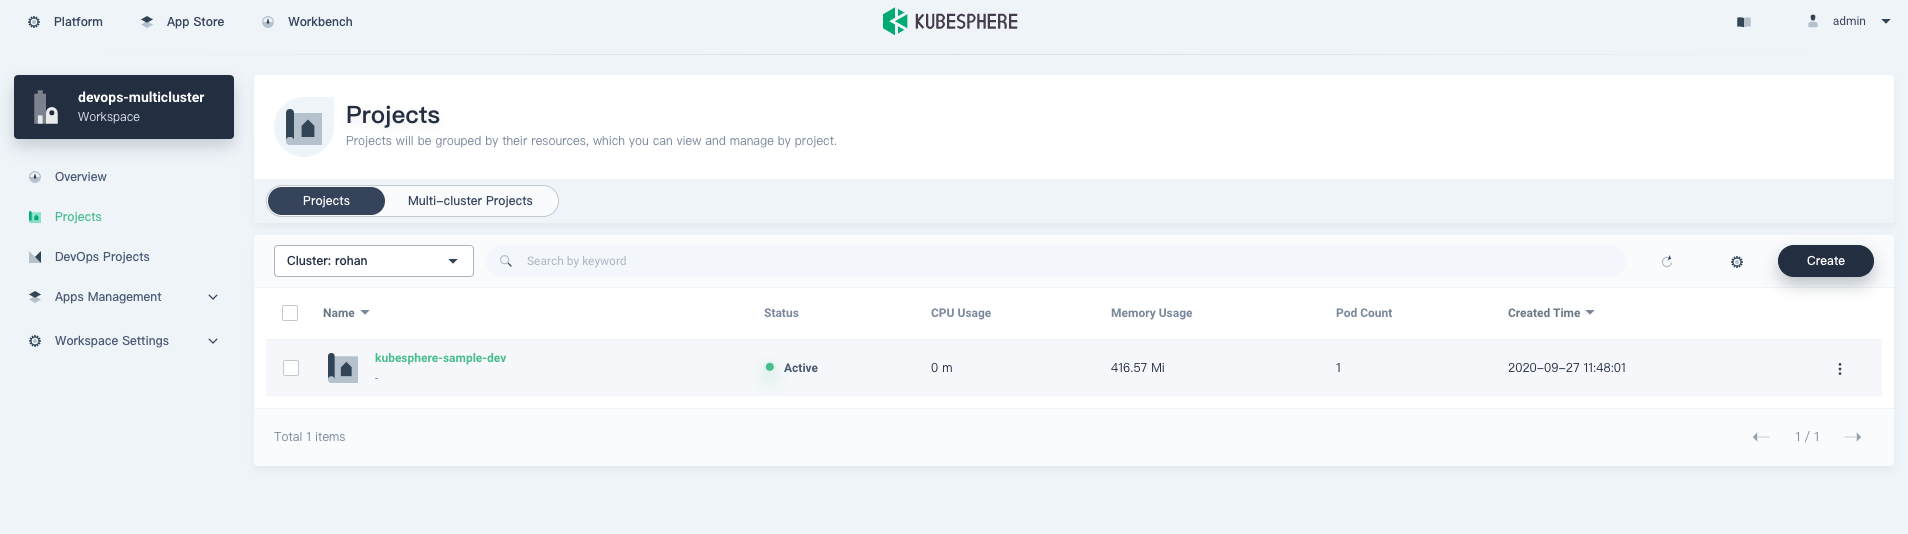 Platform App Store Workbench KUBESPHERE admin
devops-multicluster
Workspace
Overview
Projects
DevOps Projects
Apps Management
Workspace Settings
Projects
Projects will be grouped by their resources, which you can view and manage by project.
Projects Multi-cluster Projects
Cluster: rohan Search by keyword Create
Name Status CPU Usage Memory Usage Pod Count Created Time
kubesphere-sample-dev Active 0 m 416.57 Mi 1 2020-09-27 11:48:01
-
Total 1 items 1 / 1